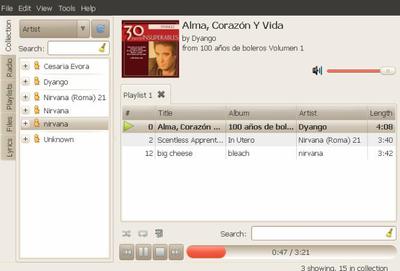 File Edit View Tools Help
Collection
Radio
Playlists
Files
Lyrics
Artist
Search:
Cesaria Evora
Dyango
Nirvana (Roma) 21
Nirvana
nirvana
Unknown
30
INSUPERABLES
Alma, Corazón Y Vida
by Dyango
from 100 años de boleros Volumen 1
Playlist 1
# Title Album Artist Length
0 Alma, Corazón ... 100 años de bol... Dyango 4:08
2 Scentless Apprent... In Utero Nirvana (Roma) 21 3:40
12 big cheese bleach nirvana 3:42
Search:
0:47 / 3:21
3 showing, 15 in collection